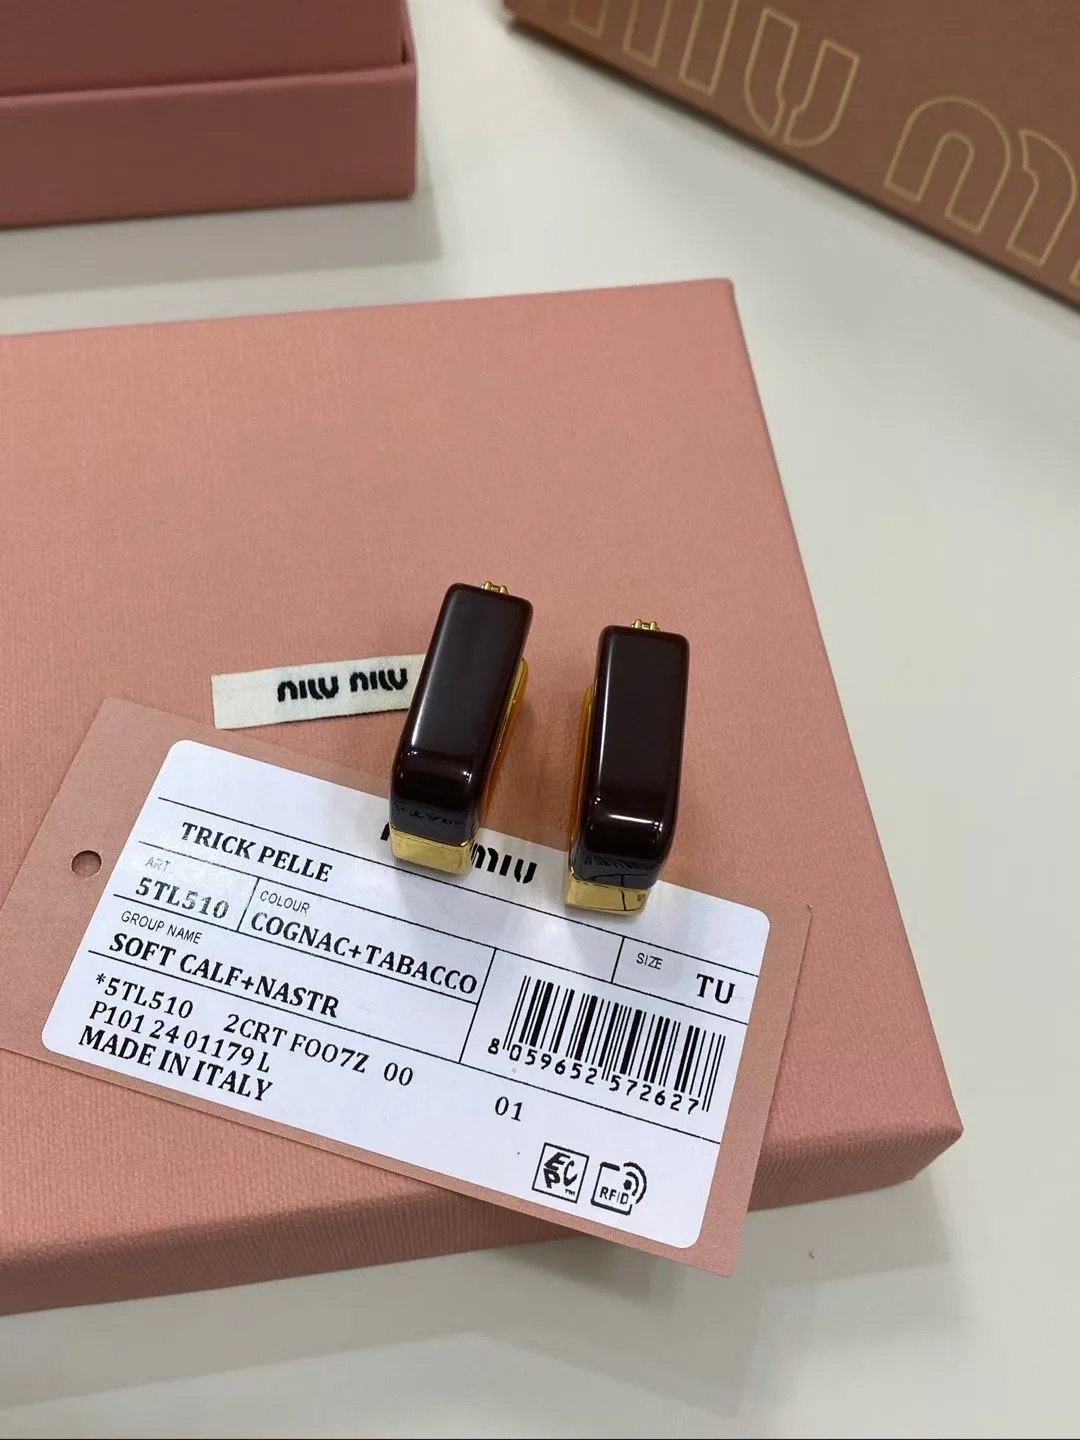 miu m
miu miu
miu
TRICK PELLE
ART.
5TL510
COLOUR
COGNAC+TABACCO
SIZE
TU
GROUP NAME
SOFT CALF+NASTR
*5TL510 2CRT F007Z 00
P101 24 01179 L
MADE IN ITALY
8 059652 572627
01
EPC™
RFID